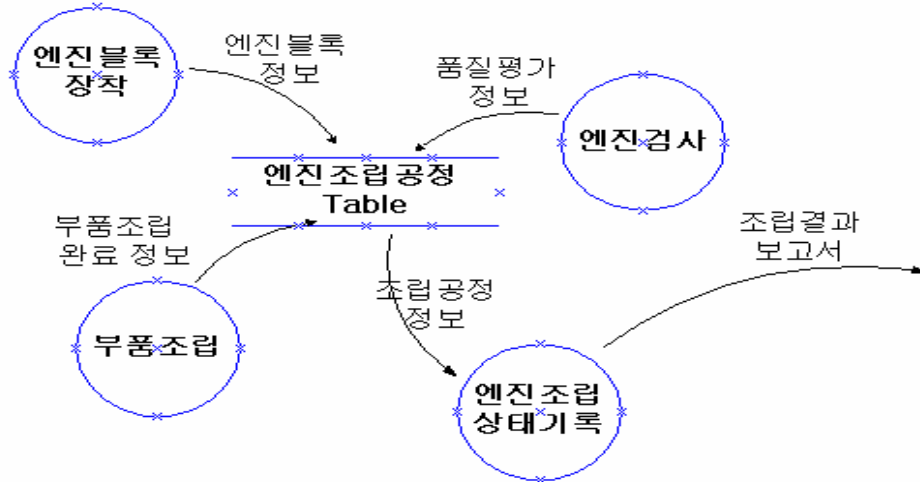 엔진블록
장착
엔진블록
정보
품질평가
정보
엔진검사
엔진조립공정
Table
부품조립
완료 정보
조립결과
보고서
조립공정
정보
부품조립
엔진조립
상태기록